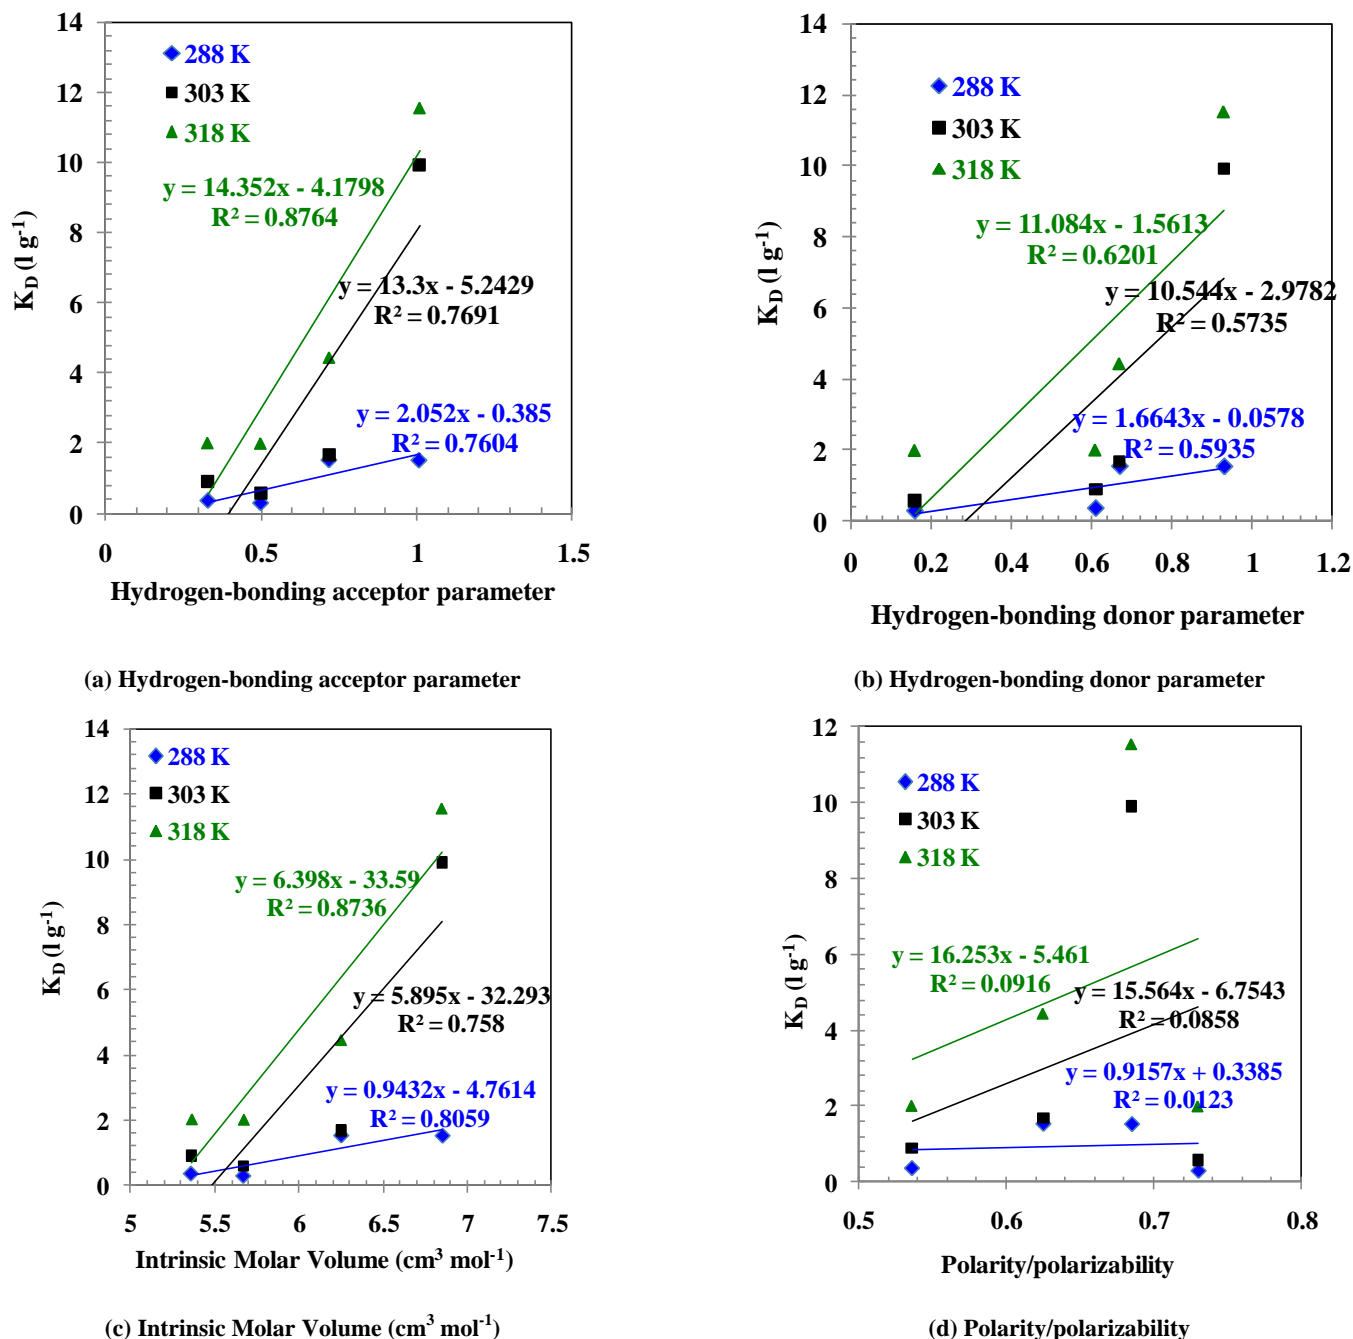 14
12
10
8
6
4
2
0
K_D (l g⁻¹)
288 K
303 K
318 K
y = 14.352x - 4.1798
R² = 0.8764
y = 13.3x - 5.2429
R² = 0.7691
y = 2.052x - 0.385
R² = 0.7604
0 0.5 1 1.5
Hydrogen-bonding acceptor parameter
(a) Hydrogen-bonding acceptor parameter
14
12
10
8
6
4
2
0
K_D (l g⁻¹)
288 K
303 K
318 K
y = 11.084x - 1.5613
R² = 0.6201
y = 10.544x - 2.9782
R² = 0.5735
y = 1.6643x - 0.0578
R² = 0.5935
0 0.2 0.4 0.6 0.8 1 1.2
Hydrogen-bonding donor parameter
(b) Hydrogen-bonding donor parameter
14
12
10
8
6
4
2
0
K_D (l g⁻¹)
288 K
303 K
318 K
y = 6.398x - 33.59
R² = 0.8736
y = 5.895x - 32.293
R² = 0.758
y = 0.9432x - 4.7614
R² = 0.8059
5 5.5 6 6.5 7 7.5
Intrinsic Molar Volume (cm³ mol⁻¹)
(c) Intrinsic Molar Volume (cm³ mol⁻¹)
12
10
8
6
4
2
0
K_D (l g⁻¹)
288 K
303 K
318 K
y = 16.253x - 5.461
R² = 0.0916
y = 15.564x - 6.7543
R² = 0.0858
y = 0.9157x + 0.3385
R² = 0.0123
0.5 0.6 0.7 0.8
Polarity/polarizability
(d) Polarity/polarizability